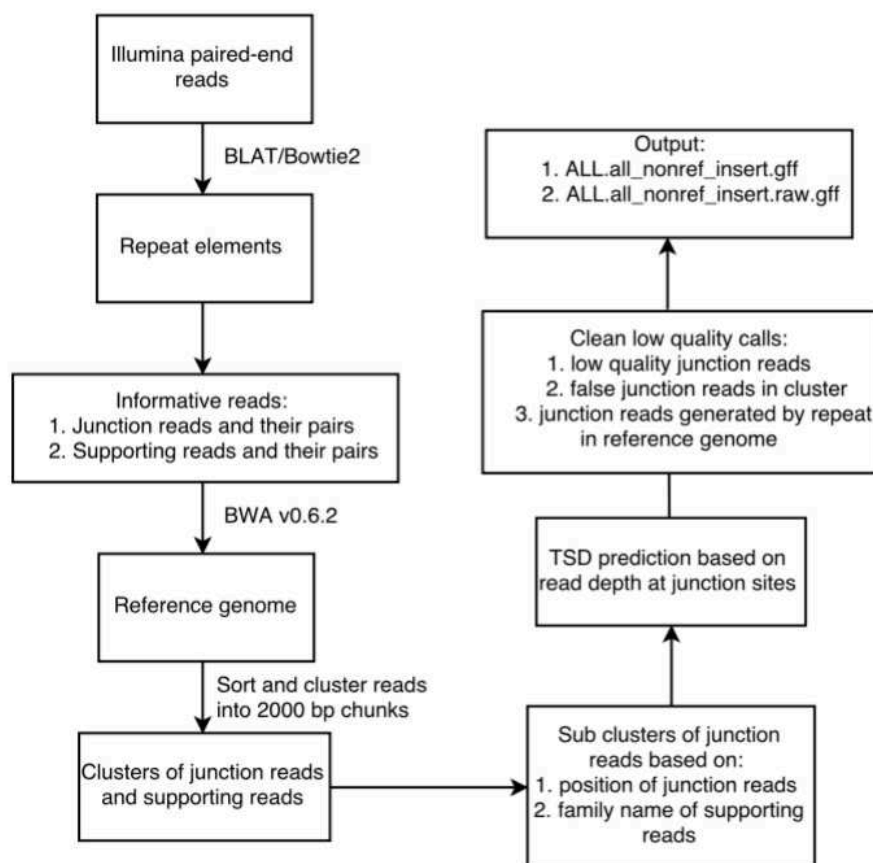 Illumina paired-end
reads
BLAT/Bowtie2
Repeat elements
Informative reads:
1. Junction reads and their pairs
2. Supporting reads and their pairs
BWA v0.6.2
Reference genome
Sort and cluster reads
into 2000 bp chunks
Clusters of junction reads
and supporting reads
Sub clusters of junction
reads based on:
1. position of junction reads
2. family name of supporting
reads
TSD prediction based on
read depth at junction sites
Clean low quality calls:
1. low quality junction reads
2. false junction reads in cluster
3. junction reads generated by repeat
in reference genome
Output:
1. ALL.all_nonref_insert.gff
2. ALL.all_nonref_insert.raw.gff